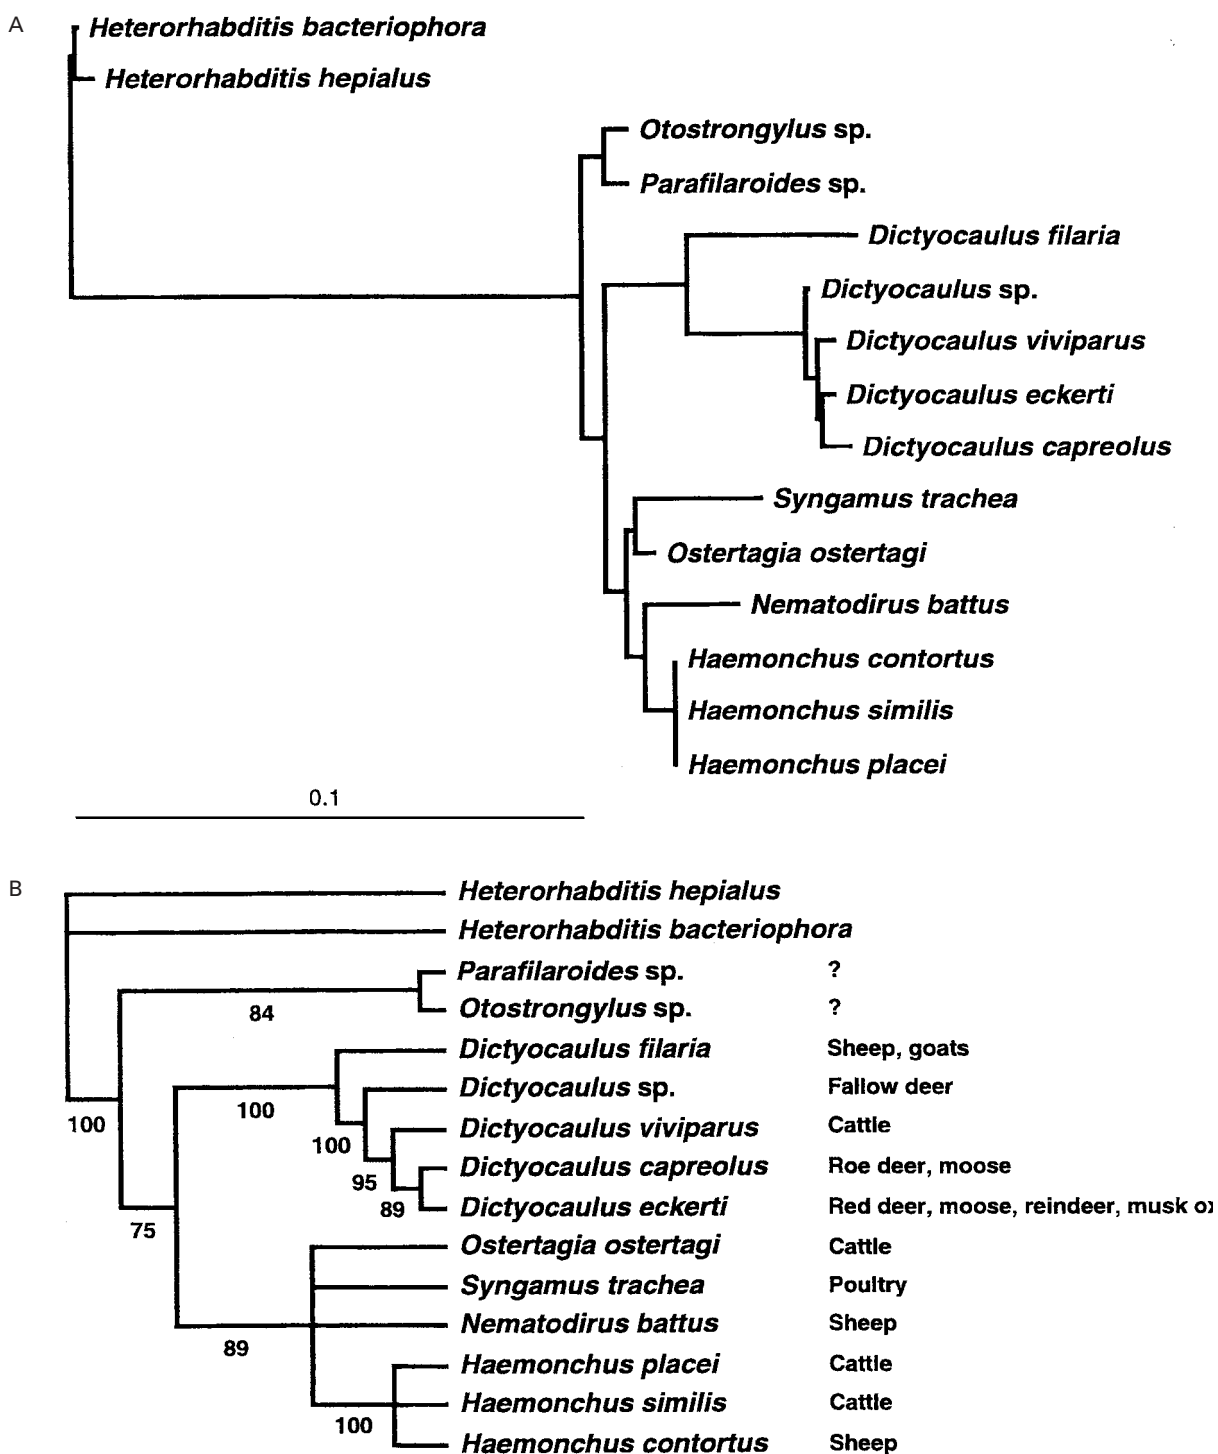 A
Heterorhabditis bacteriophora
Heterorhabditis hepialus
Otostrongylus sp.
Parafilaroides sp.
Dictyocaulus filaria
Dictyocaulus sp.
Dictyocaulus viviparus
Dictyocaulus eckerti
Dictyocaulus capreolus
Syngamus trachea
Ostertagia ostertagi
Nematodirus battus
Haemonchus contortus
Haemonchus similis
Haemonchus placei
0.1
B
Heterorhabditis hepialus
Heterorhabditis bacteriophora
Parafilaroides sp. ?
84
Otostrongylus sp. ?
Dictyocaulus filaria Sheep, goats
Dictyocaulus sp. Fallow deer
100
100
Dictyocaulus viviparus Cattle
100
Dictyocaulus capreolus Roe deer, moose
95
Dictyocaulus eckerti Red deer, moose, reindeer, musk ox
89
75
Ostertagia ostertagi Cattle
Syngamus trachea Poultry
Nematodirus battus Sheep
89
Haemonchus placei Cattle
Haemonchus similis Cattle
100
Haemonchus contortus Sheep